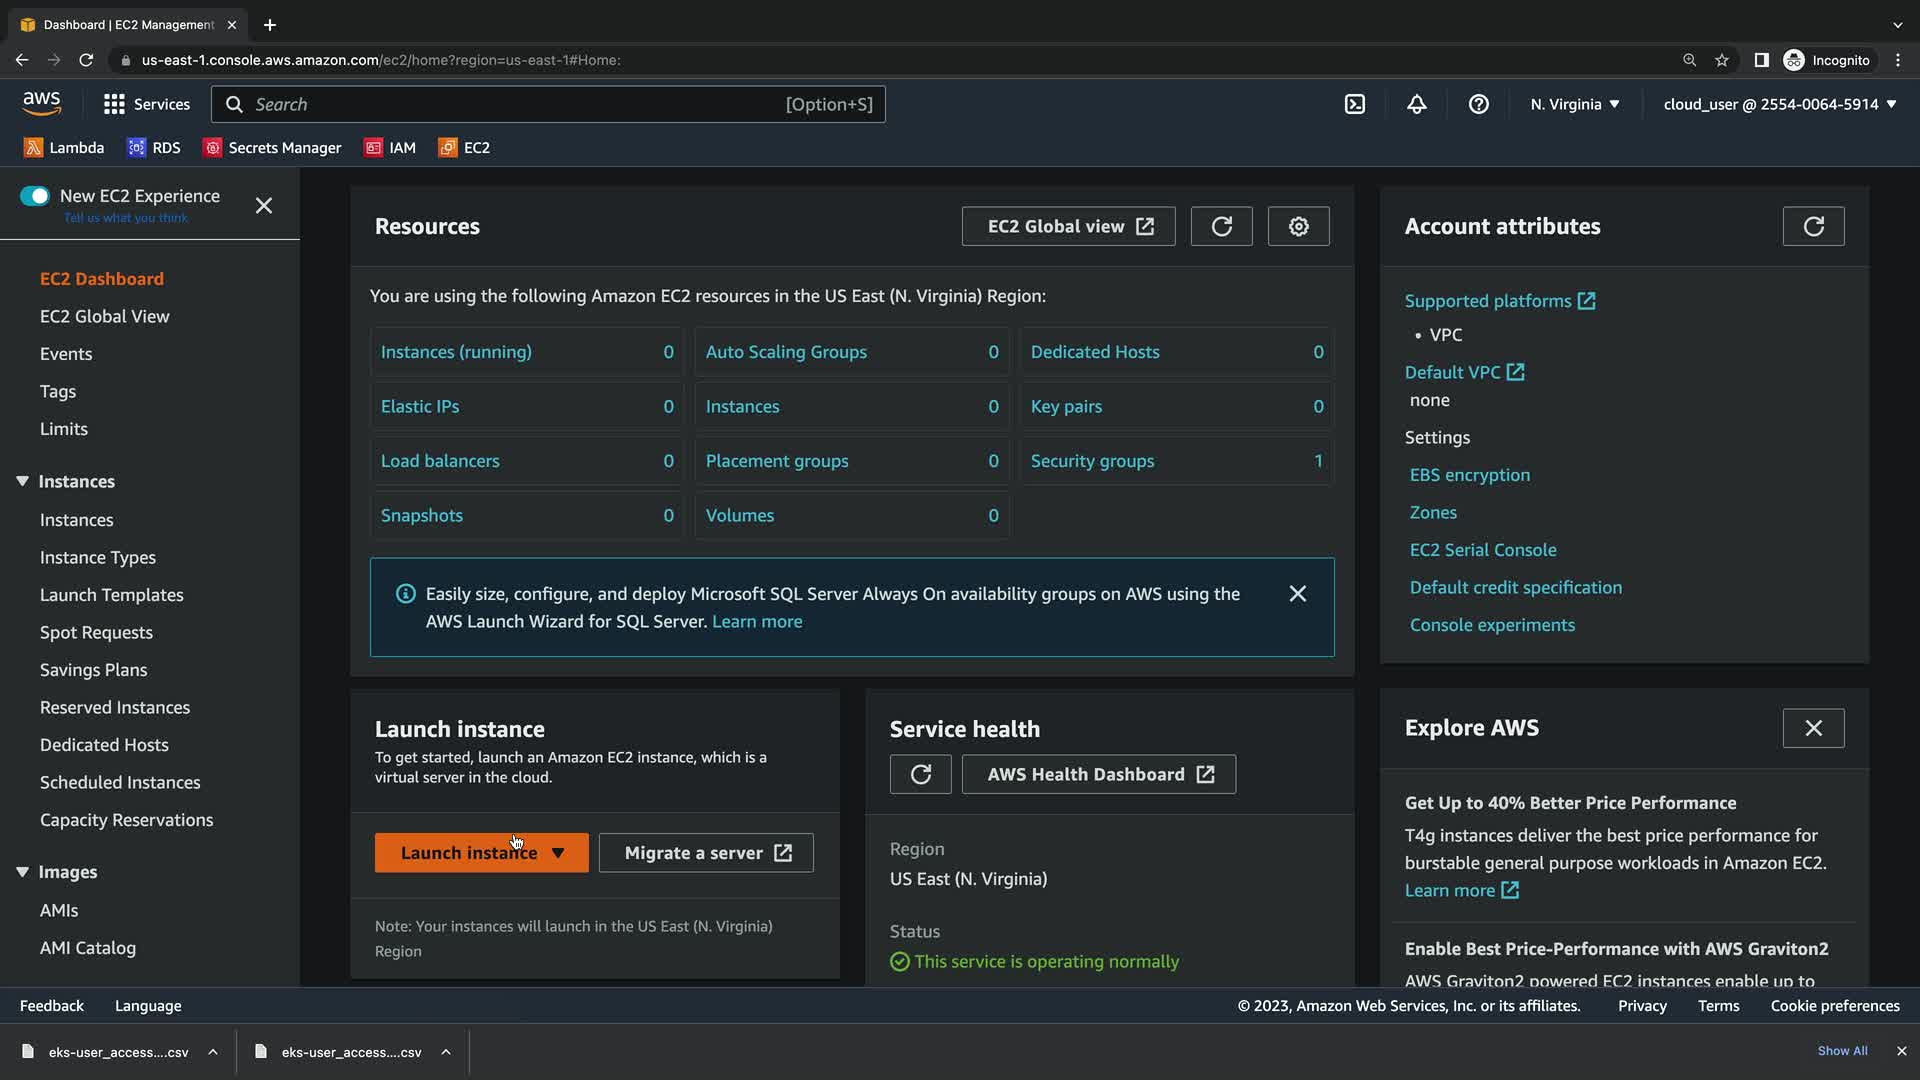 Dashboard | EC2 Management
us-east-1.console.aws.amazon.com/ec2/home?region=us-east-1#Home:
Incognito
aws
Services
Search
[Option+S]
N. Virginia
cloud_user @ 2554-0064-5914
Lambda
RDS
Secrets Manager
IAM
EC2
New EC2 Experience
Tell us what you think
EC2 Dashboard
EC2 Global View
Events
Tags
Limits
Instances
Instances
Instance Types
Launch Templates
Spot Requests
Savings Plans
Reserved Instances
Dedicated Hosts
Scheduled Instances
Capacity Reservations
Images
AMIs
AMI Catalog
Resources
EC2 Global view
You are using the following Amazon EC2 resources in the US East (N. Virginia) Region:
Instances (running) 0
Auto Scaling Groups 0
Dedicated Hosts 0
Elastic IPs 0
Instances 0
Key pairs 0
Load balancers 0
Placement groups 0
Security groups 1
Snapshots 0
Volumes 0
Easily size, configure, and deploy Microsoft SQL Server Always On availability groups on AWS using the
AWS Launch Wizard for SQL Server. Learn more
Launch instance
To get started, launch an Amazon EC2 instance, which is a
virtual server in the cloud.
Launch instance
Migrate a server
Note: Your instances will launch in the US East (N. Virginia)
Region
Service health
AWS Health Dashboard
Region
US East (N. Virginia)
Status
This service is operating normally
Account attributes
Supported platforms
• VPC
Default VPC
none
Settings
EBS encryption
Zones
EC2 Serial Console
Default credit specification
Console experiments
Explore AWS
Get Up to 40% Better Price Performance
T4g instances deliver the best price performance for
burstable general purpose workloads in Amazon EC2.
Learn more
Enable Best Price-Performance with AWS Graviton2
AWS Graviton2 powered EC2 instances enable up to
Feedback
Language
© 2023, Amazon Web Services, Inc. or its affiliates.
Privacy
Terms
Cookie preferences
eks-user_access....csv
eks-user_access....csv
Show All